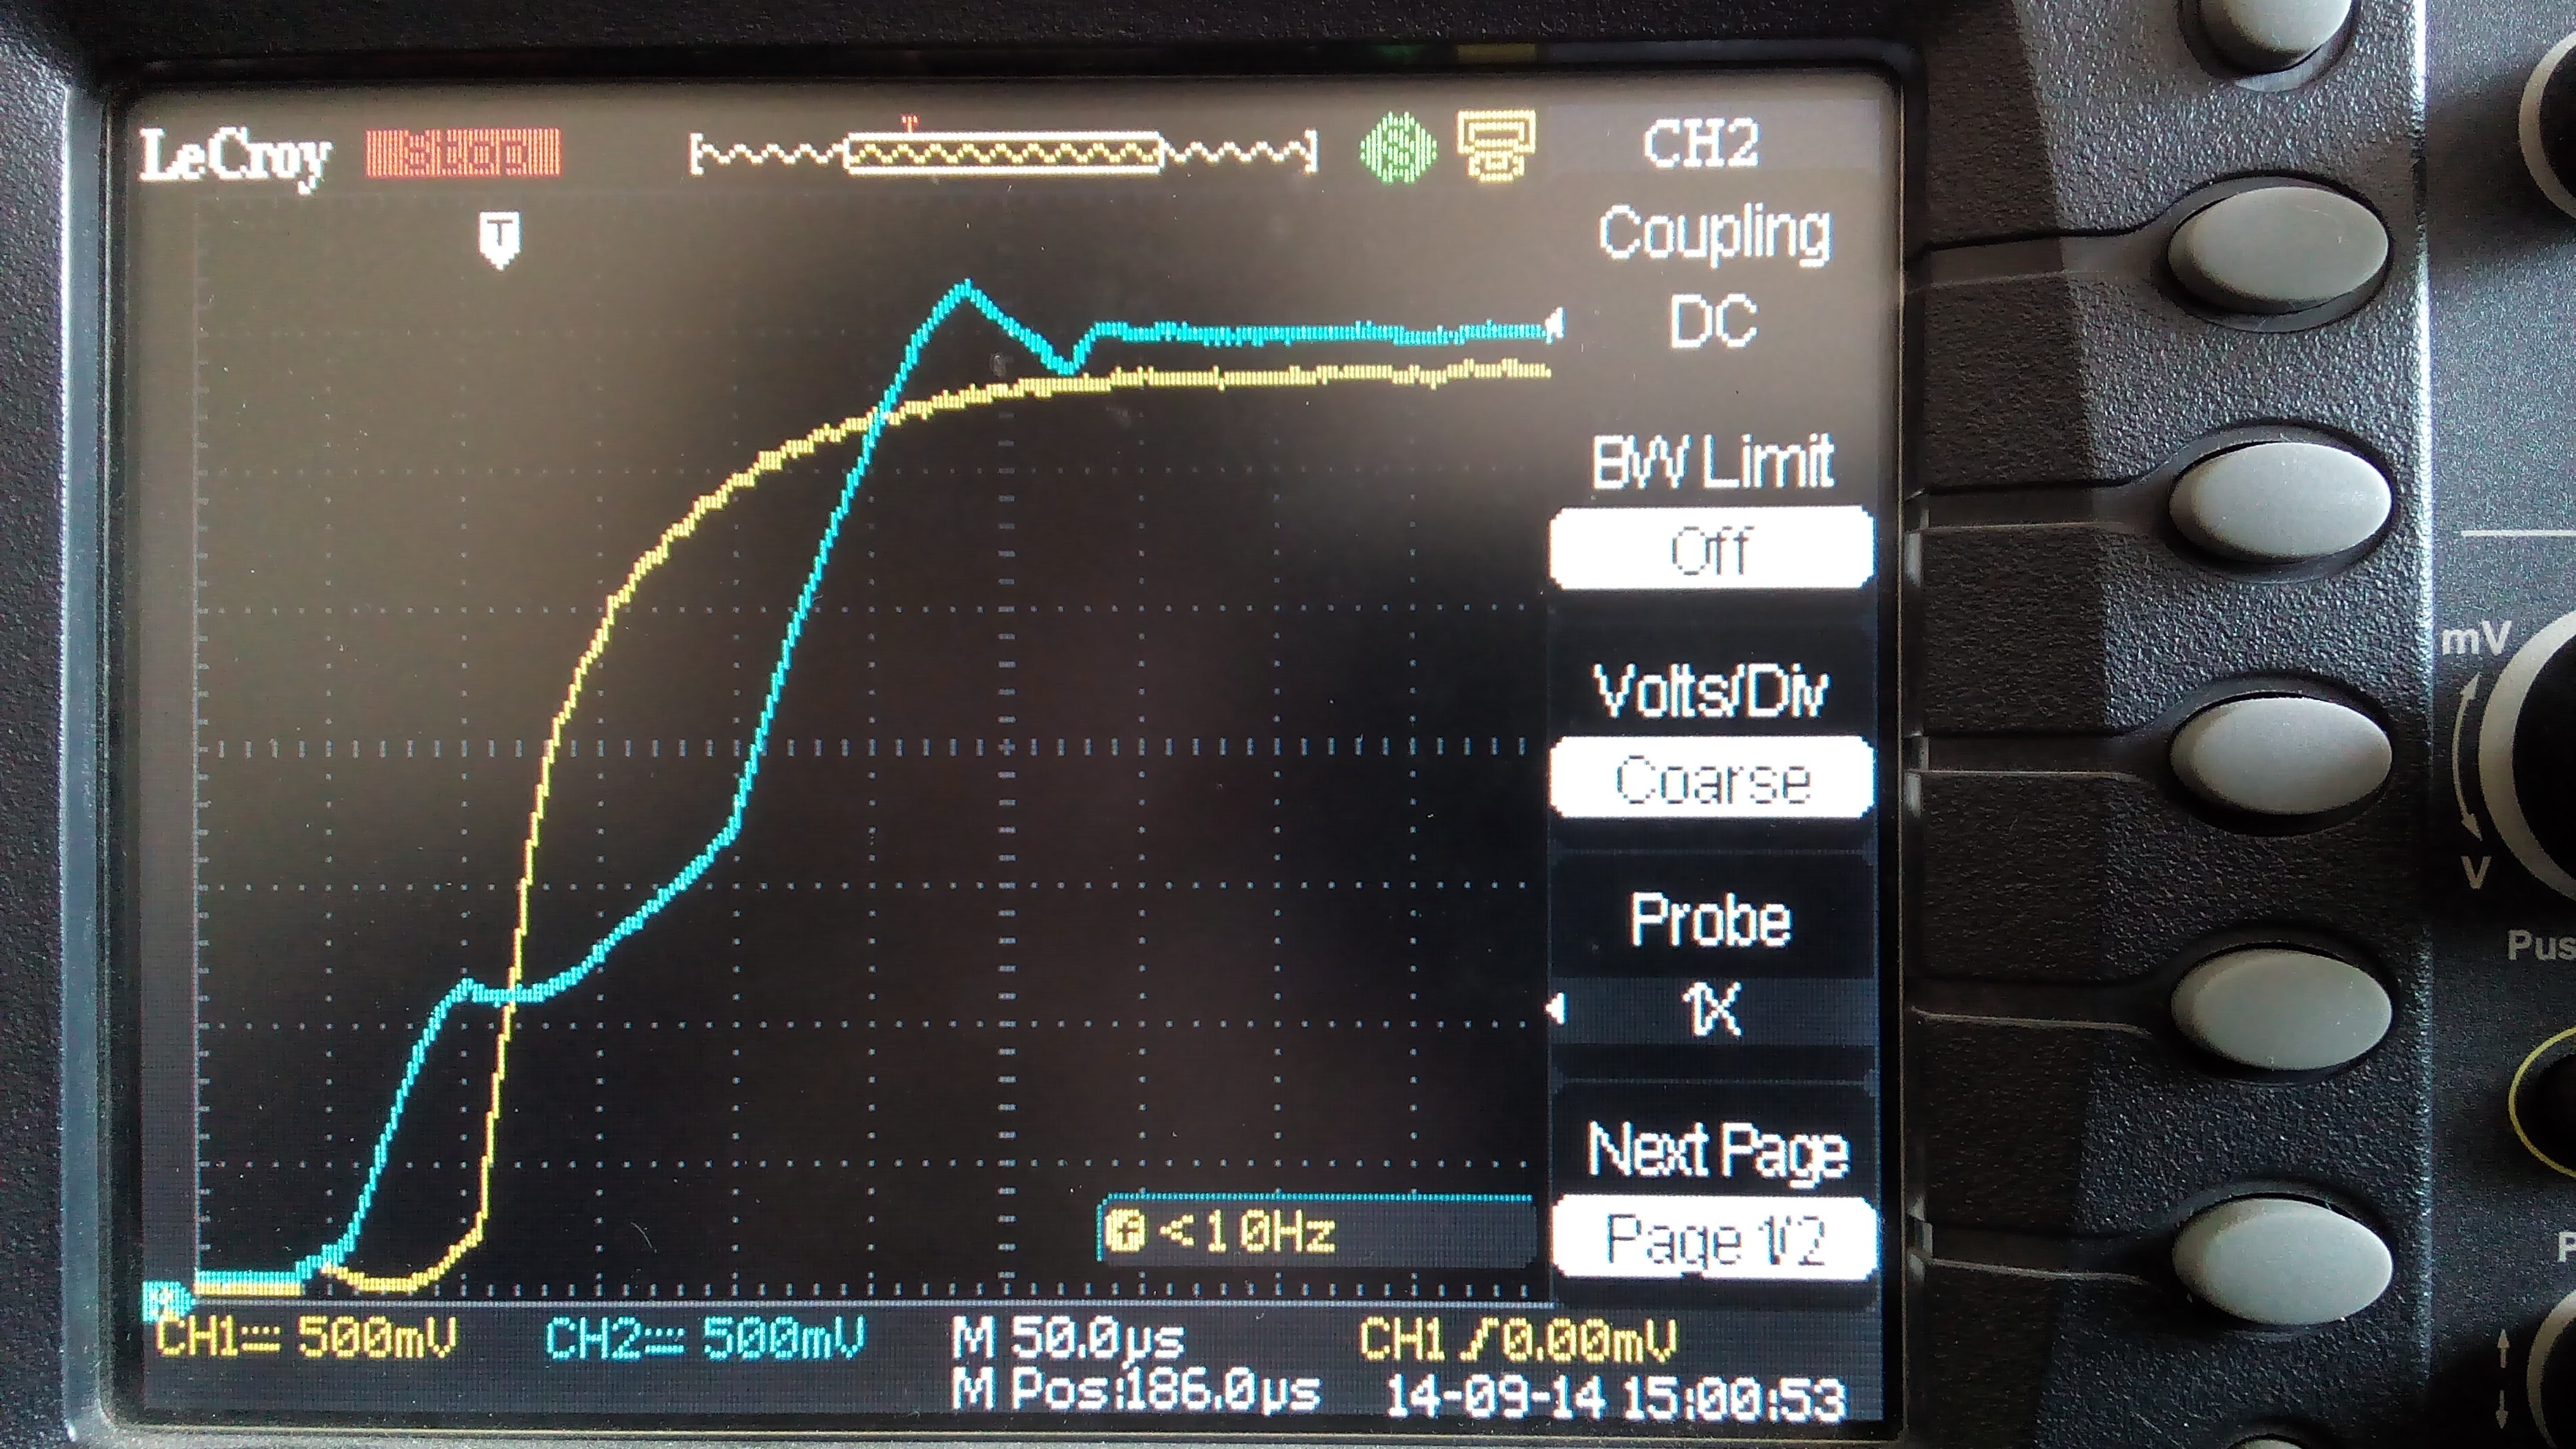 LeCroy Stop CH2
T
T
Coupling
DC
BW Limit
Off
Volts/Div
Coarse
Probe
1X
Next Page
Page 1/2
F <10Hz
CH1 500mV CH2 500mV M 50.0µs CH1 0.00mV
M Pos:186.0µs 14-09-14 15:00:53
mV
V